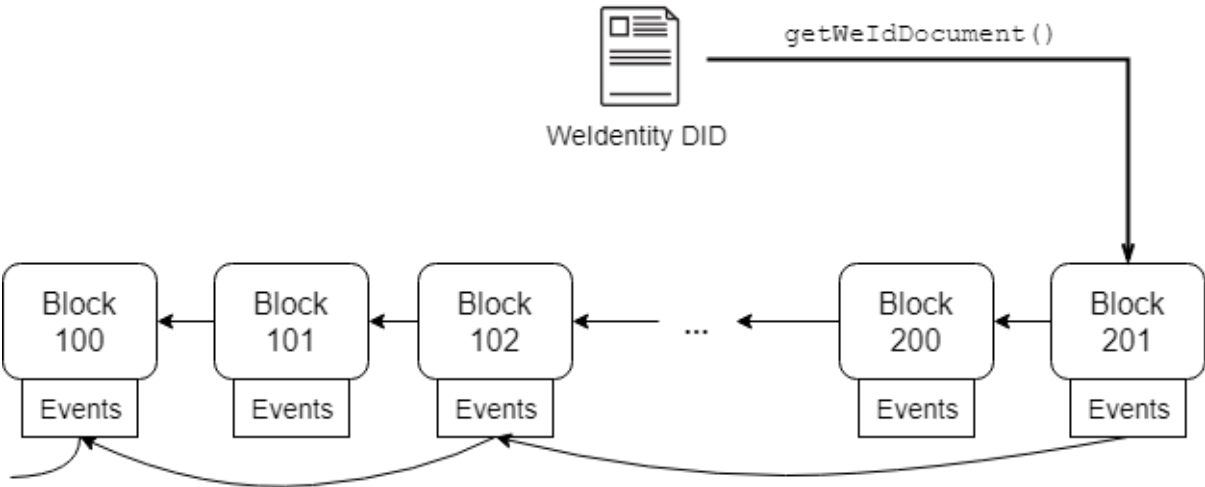 getWeIdDocument()
WeIdentity DID
Block
100
Block
101
Block
102
...
Block
200
Block
201
Events
Events
Events
Events
Events